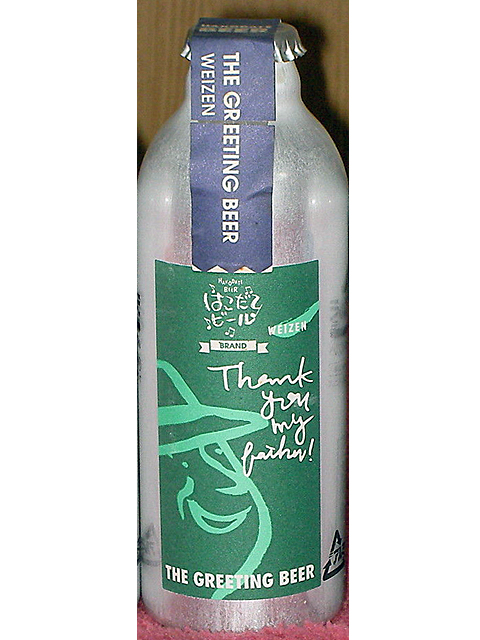 THE GREETING BEER
WEIZEN
HAKODATE
BEER
はこだて
ビール
WEIZEN
BRAND
Thank
you
my
father!
THE GREETING BEER